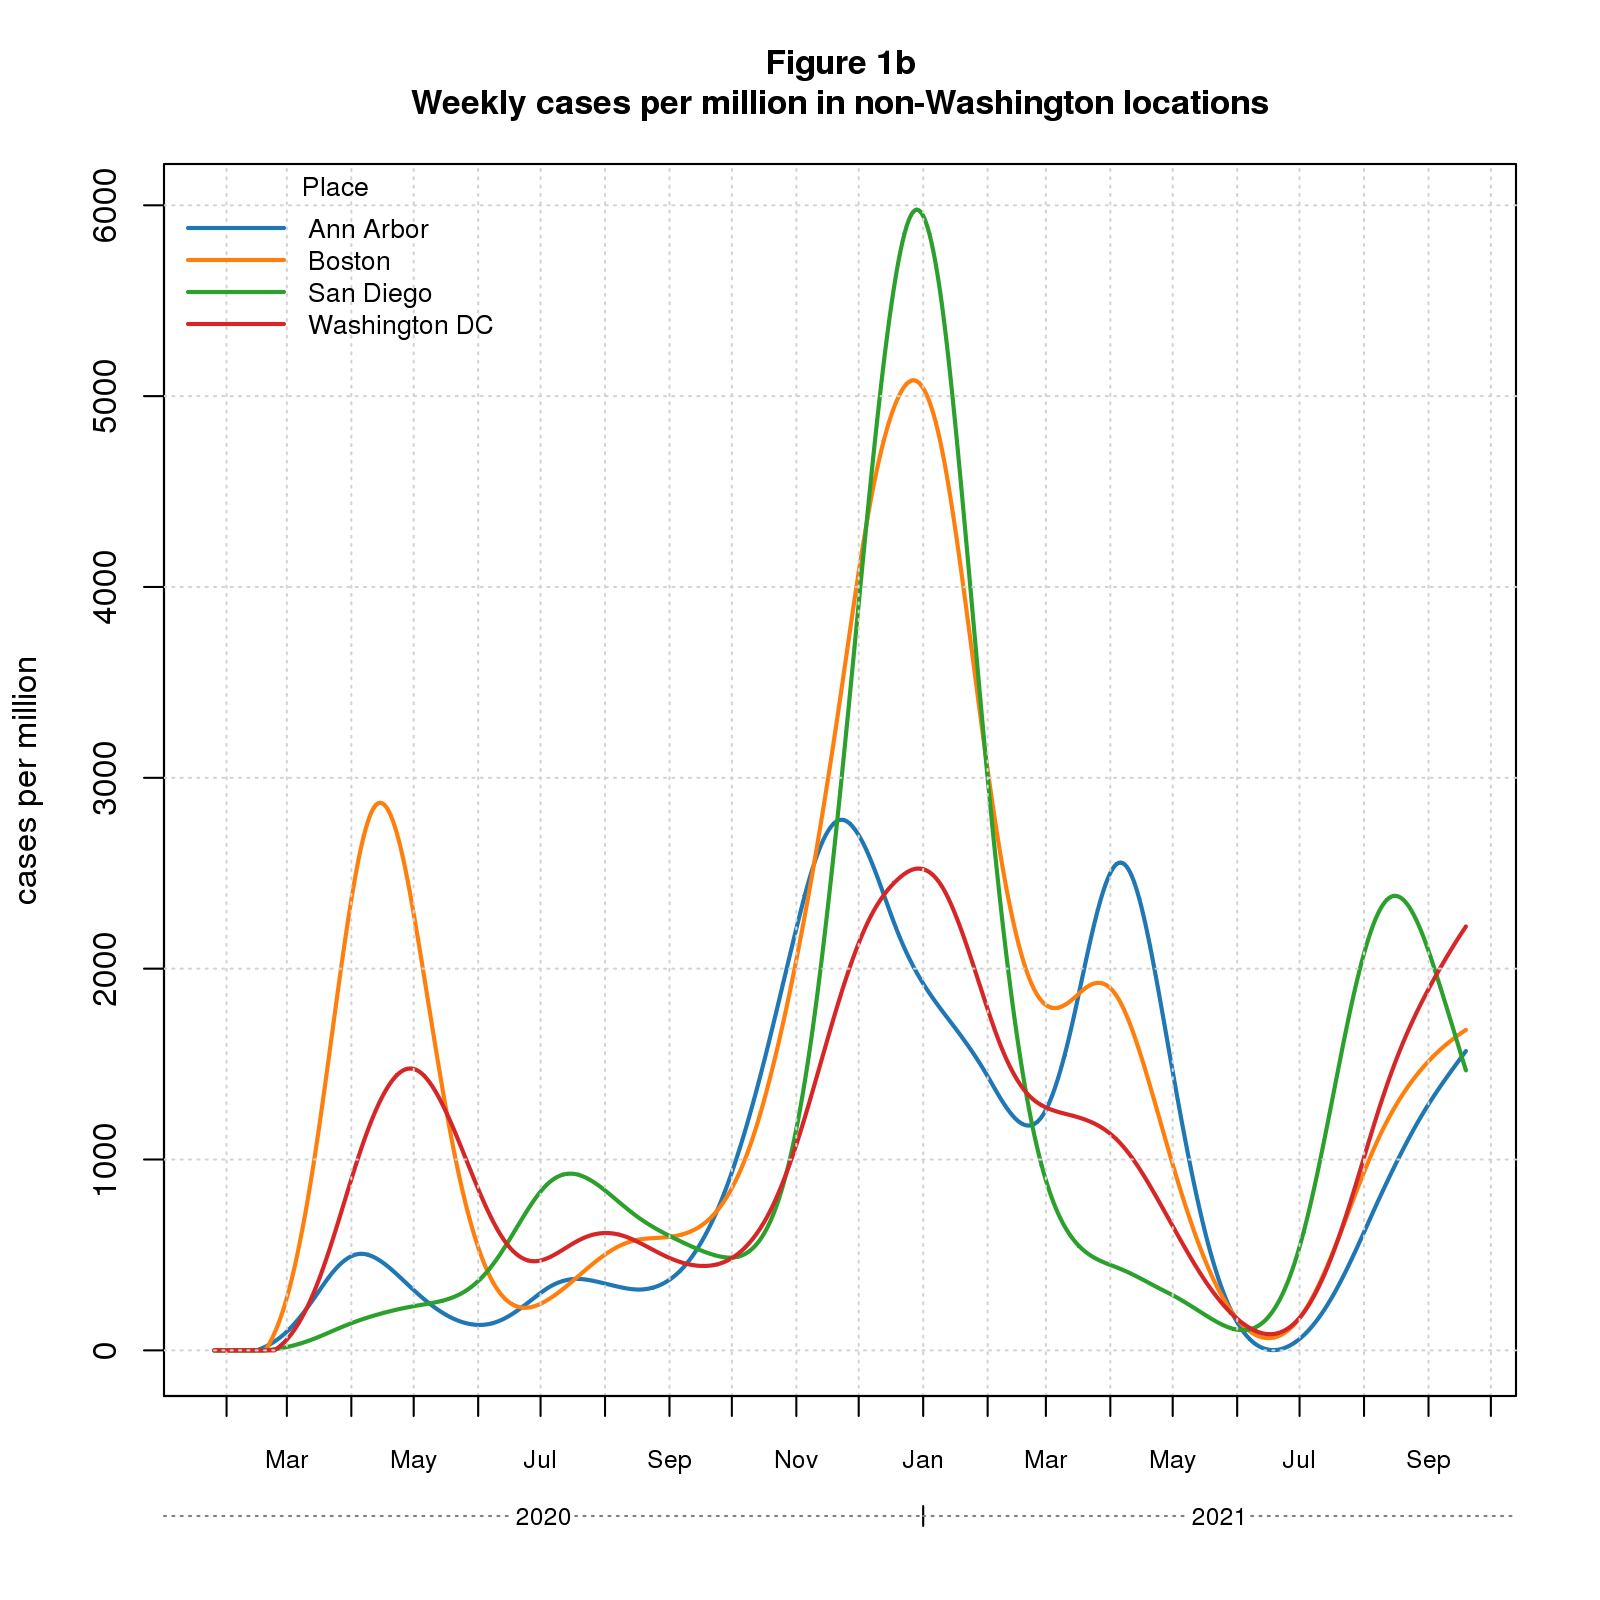 Figure 1b
Weekly cases per million in non-Washington locations
Place
Ann Arbor
Boston
San Diego
Washington DC
cases per million
6000
5000
4000
3000
2000
1000
0
Mar May Jul Sep Nov Jan Mar May Jul Sep
2020 2021